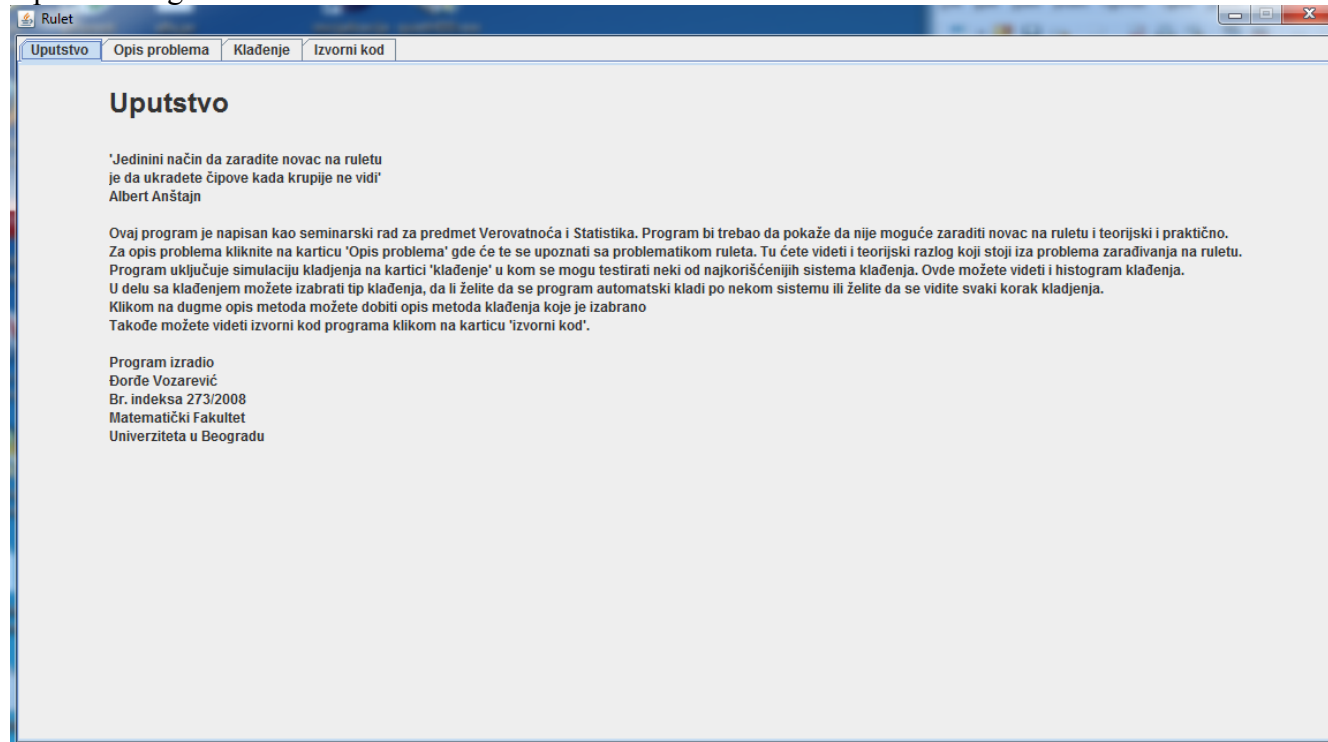 Rulet
Uputstvo Opis problema Klađenje Izvorni kod
Uputstvo
'Jedinini način da zaradite novac na ruletu
je da ukradete čipove kada krupije ne vidi'
Albert Anštajn
Ovaj program je napisan kao seminarski rad za predmet Verovatnoća i Statistika. Program bi trebao da pokaže da nije moguće zaraditi novac na ruletu i teorijski i praktično.
Za opis problema kliknite na karticu 'Opis problema' gde će te se upoznati sa problematikom ruleta. Tu ćete videti i teorijski razlog koji stoji iza problema zarađivanja na ruletu.
Program uključuje simulaciju kladjenja na kartici 'klađenje' u kom se mogu testirati neki od najkorišćenijih sistema klađenja. Ovde možete videti i histogram klađenja.
U delu sa klađenjem možete izabrati tip klađenja, da li želite da se program automatski kladi po nekom sistemu ili želite da se vidite svaki korak kladjenja.
Klikom na dugme opis metoda možete dobiti opis metoda klađenja koje je izabrano
Takođe možete videti izvorni kod programa klikom na karticu 'izvorni kod'.
Program izradio
Đorđe Vozarević
Br. indeksa 273/2008
Matematički Fakultet
Univerziteta u Beogradu